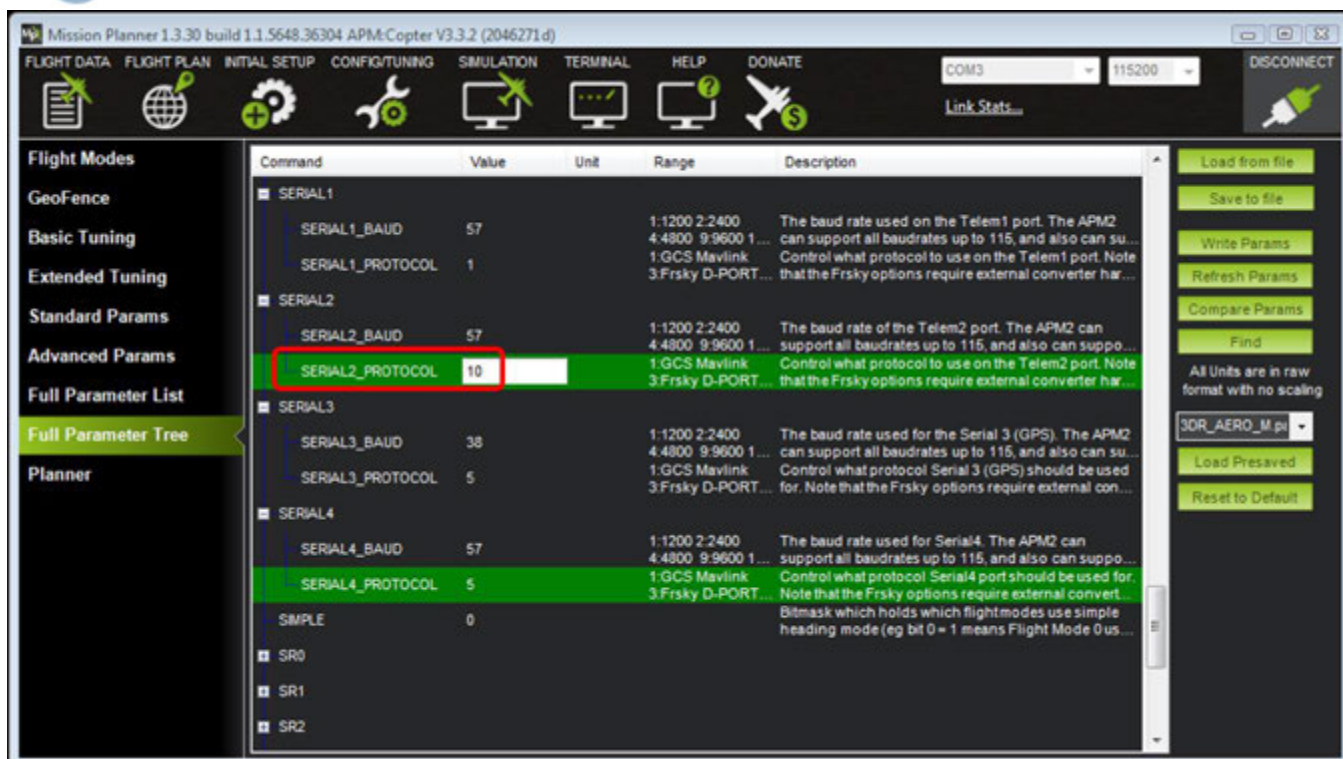 Mission Planner 1.3.30 build 1.1.5648.36304 APM:Copter V3.3.2 (2046271d)
FLIGHT DATA FLIGHT PLAN INITIAL SETUP CONFIG/TUNING SIMULATION TERMINAL HELP DONATE COM3 115200 DISCONNECT
Link Stats...
Flight Modes
GeoFence
Basic Tuning
Extended Tuning
Standard Params
Advanced Params
Full Parameter List
Full Parameter Tree
Planner
Command Value Unit Range Description
SERIAL1
SERIAL1_BAUD 57 1:1200 2:2400 The baud rate used on the Telem1 port. The APM2
4:4800 9:9600 1... can support all baudrates up to 115, and also can su...
SERIAL1_PROTOCOL 1 1:GCS Mavlink Control what protocol to use on the Telem1 port. Note
3:Frsky D-PORT... that the Frsky options require external converter har...
SERIAL2
SERIAL2_BAUD 57 1:1200 2:2400 The baud rate of the Telem2 port. The APM2 can
4:4800 9:9600 1... support all baudrates up to 115, and also can suppo...
SERIAL2_PROTOCOL 10 1:GCS Mavlink Control what protocol to use on the Telem2 port. Note
3:Frsky D-PORT... that the Frsky options require external converter har...
SERIAL3
SERIAL3_BAUD 38 1:1200 2:2400 The baud rate used for the Serial 3 (GPS). The APM2
4:4800 9:9600 1... can support all baudrates up to 115, and also can su...
SERIAL3_PROTOCOL 5 1:GCS Mavlink Control what protocol Serial 3 (GPS) should be used
3:Frsky D-PORT... for. Note that the Frsky options require external con...
SERIAL4
SERIAL4_BAUD 57 1:1200 2:2400 The baud rate used for Serial4. The APM2 can
4:4800 9:9600 1... support all baudrates up to 115, and also can suppo...
SERIAL4_PROTOCOL 5 1:GCS Mavlink Control what protocol Serial4 port should be used for.
3:Frsky D-PORT... Note that the Frsky options require external convert...
SIMPLE 0 Bitmask which holds which flight modes use simple
heading mode (eg bit 0 = 1 means Flight Mode 0 us...
SR0
SR1
SR2
Load from file
Save to file
Write Params
Refresh Params
Compare Params
Find
All Units are in raw
format with no scaling
3DR_AERO_M.pa
Load Presaved
Reset to Default